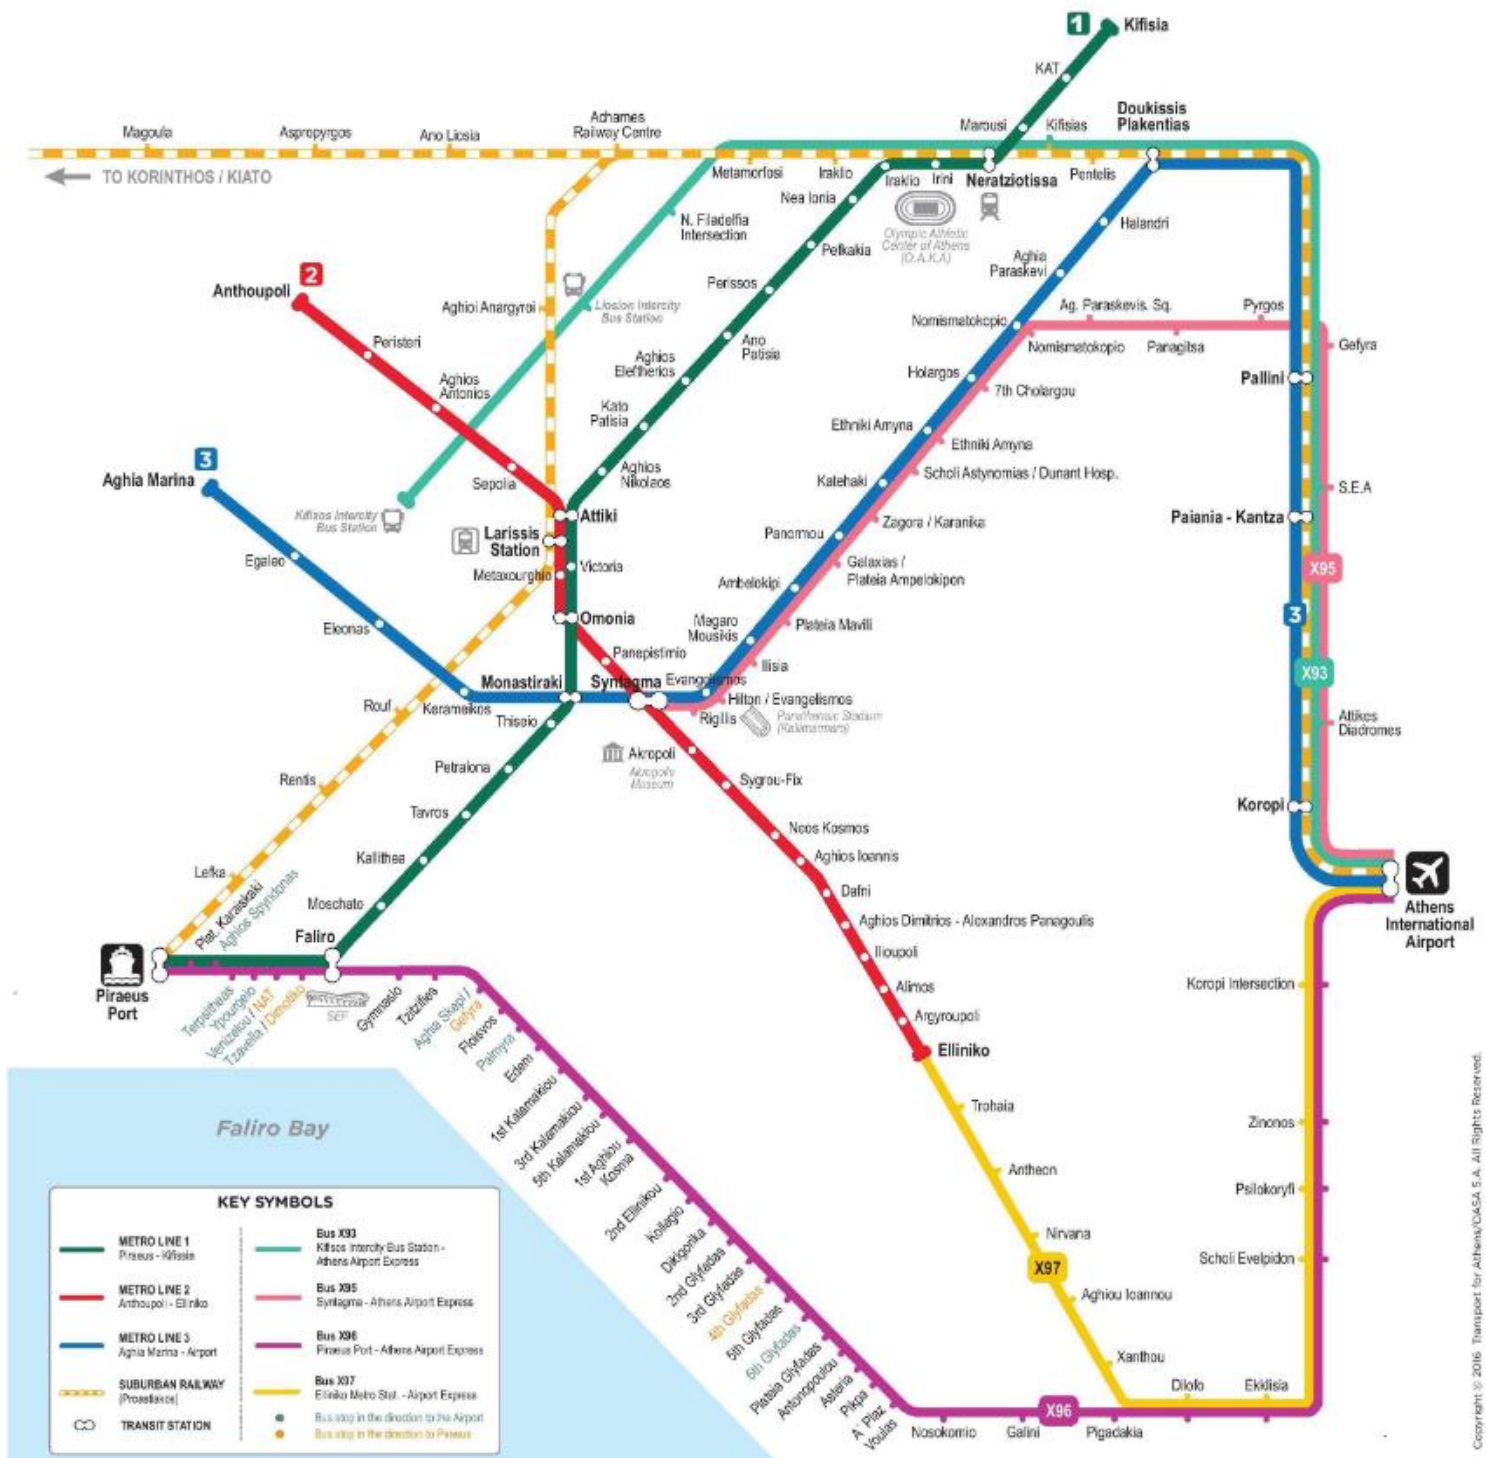 1
Kifisia
KAT
Doukissis
Plakentias
Magoula
Aspropyrgos
Ano Liosia
Acharnes
Railway Centre
Marousi
Kifisias
TO KORINTHOS / KIATO
Metamorfosi
Iraklio
Iraklio
Irini
Neratziotissa
Pentelis
Nea Ionia
N. Filadelfia
Intersection
Olympic Athletic
Center of Athens
(O.A.K.A)
Halandri
Pefkakia
Aghia
Paraskevi
2
Anthoupoli
Perissos
Aghioi Anargyroi
Liosion Intercity
Bus Station
Ag. Paraskevis. Sq.
Pyrgos
Nomismatokopio
Nomismatokopio
Panagitsa
Gefyra
Peristeri
Ano
Patisia
Aghios
Eleftherios
Holargos
Pallini
7th Cholargou
Aghios
Antonios
Kato
Patisia
Ethniki Amyna
Ethniki Amyna
3
Aghia Marina
Aghios
Nikolaos
Sepolia
Katehaki
Scholi Astynomias / Dunant Hosp.
S.E.A
Kifisos Intercity
Bus Station
Attiki
Paiania - Kantza
Larissis
Station
Panormou
Zagora / Karanika
Egaleo
Metaxourghio
Victoria
Galaxias /
Plateia Ampelokipon
X95
Ambelokipi
Omonia
3
Eleonas
Megaro
Mousikis
Plateia Mavili
Panepistimio
Ilisia
X93
Monastiraki
Syntagma
Evangelismos
Hilton / Evangelismos
Rouf
Kerameikos
Thiseio
Rigillis
Panathenaic Stadium
(Kallimarmaro)
Attikes
Diadromes
Akropoli
Akropolis
Museum
Petralona
Rentis
Sygrou-Fix
Tavros
Koropi
Neos Kosmos
Kallithea
Aghios Ioannis
Lefka
Plat. Karaiskaki
Aghios Spyridonas
Dafni
Moschato
Athens
International
Airport
Aghios Dimitrios - Alexandros Panagoulis
Faliro
Ilioupoli
Piraeus
Port
Koropi Intersection
Alimos
Terpsitheas
Ypourgeio
Venizelou / NAT
Tzavella / Dimotiko
SEF
Gymnasio
Tzitzifies
Aghia Skepi /
Gefyra
Floisvos
Palmyra
Edem
1st Kalamakiou
3rd Kalamakiou
5th Kalamakiou
1st Aghiou
Kosma
2nd Ellinikou
Kollegio
Dikigorika
2nd Glyfadas
3rd Glyfadas
4th Glyfadas
5th Glyfadas
6th Glyfadas
Plateia Glyfadas
Antonopoulou
Asteria
Pikpa
A' Plaz
Voulas
Argyroupoli
Elliniko
Trohaia
Zinonos
Faliro Bay
Antheon
Psilokoryfi
Nirvana
Scholi Evelpidon
X97
Aghiou Ioannou
Xanthou
Dilofo
Ekklisia
X96
Nosokomio
Galini
Pigadakia
KEY SYMBOLS
METRO LINE 1
Piraeus - Kifissia
METRO LINE 2
Anthoupoli - Elliniko
METRO LINE 3
Aghia Marina - Airport
SUBURBAN RAILWAY
(Proastiakos)
TRANSIT STATION
Bus X93
Kifisos Intercity Bus Station -
Athens Airport Express
Bus X95
Syntagma - Athens Airport Express
Bus X96
Piraeus Port - Athens Airport Express
Bus X97
Elliniko Metro Stat. - Airport Express
Bus stop in the direction to the Airport
Bus stop in the direction to Piraeus
Copyright © 2016 Transport for Athens/OASA S.A. All Rights Reserved.